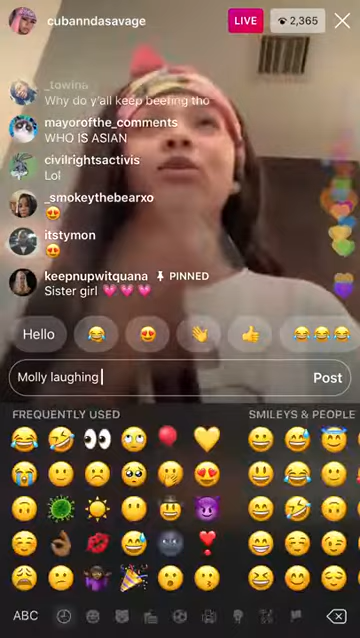 cubanndasavage
LIVE
2,365
_towina
Why do y'all keep beefing tho
mayorofthe_comments
WHO IS ASIAN
civilrightsactivis
Lol
_smokeythebearxo
😍
itstymon
😍
keepnupwitquana PINNED
Sister girl 💗💗💗
Hello 😂 😍 👋 👍 😂😂😂
Molly laughing Post
FREQUENTLY USED SMILEYS & PEOPLE
ABC